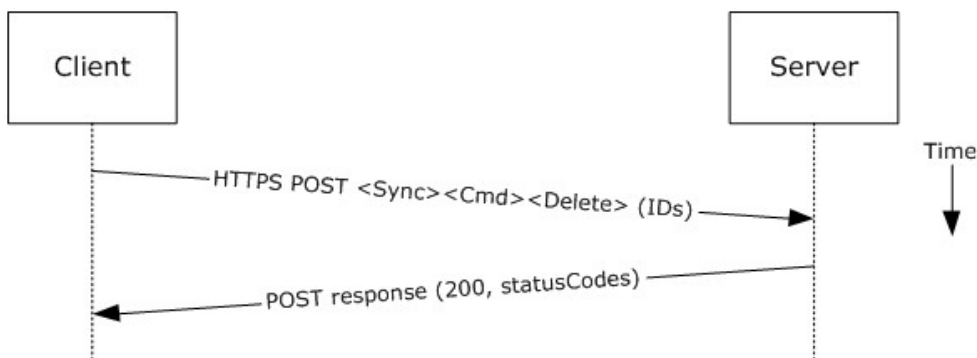 Client
Server
Time
HTTPS POST <Sync><Cmd><Delete> (IDs)
POST response (200, statusCodes)